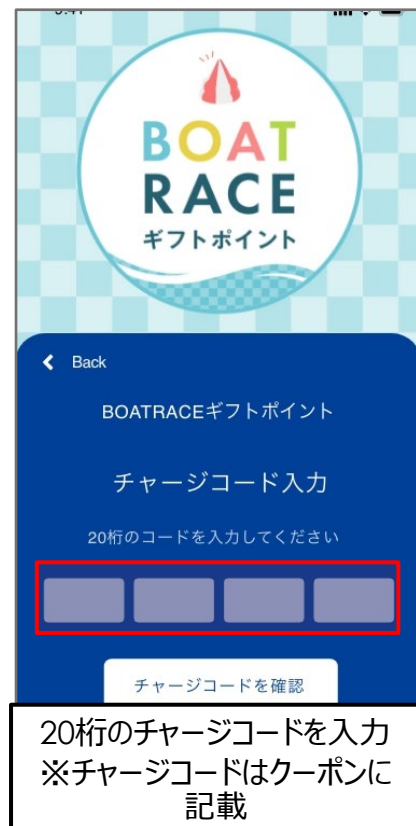 BOAT
RACE
ギフトポイント
Back
BOATRACEギフトポイント
チャージコード入力
20桁のコードを入力してください
チャージコードを確認
20桁のチャージコードを入力
※チャージコードはクーポンに
記載